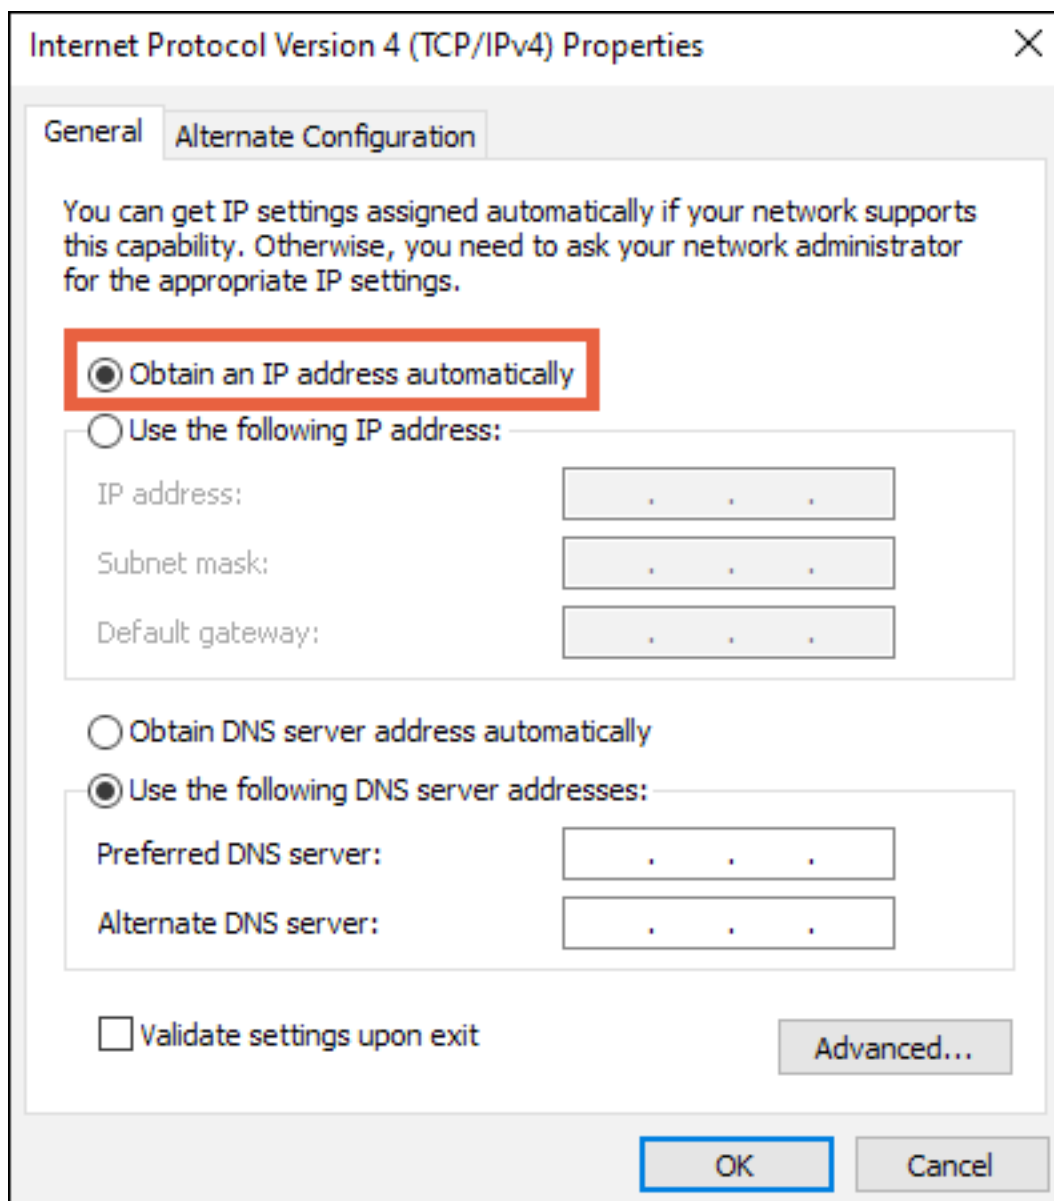 Internet Protocol Version 4 (TCP/IPv4) Properties
General
Alternate Configuration
You can get IP settings assigned automatically if your network supports
this capability. Otherwise, you need to ask your network administrator
for the appropriate IP settings.
Obtain an IP address automatically
Use the following IP address:
IP address:
Subnet mask:
Default gateway:
Obtain DNS server address automatically
Use the following DNS server addresses:
Preferred DNS server:
Alternate DNS server:
Validate settings upon exit
Advanced...
OK
Cancel